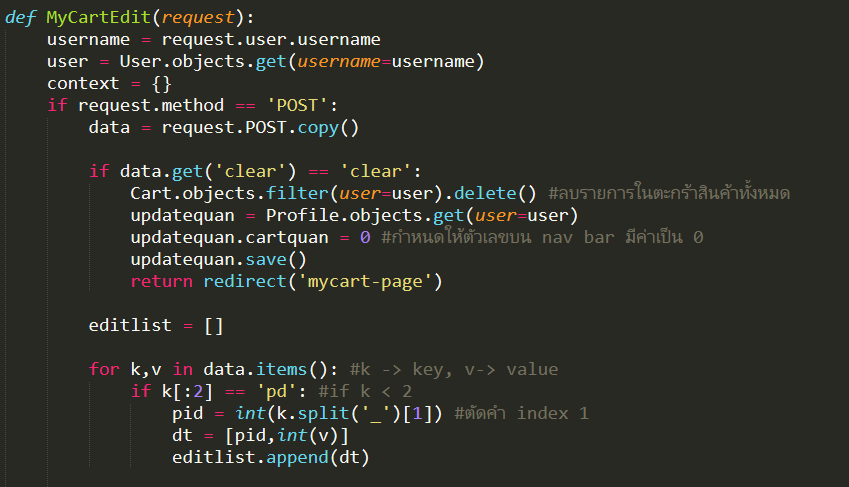 def MyCartEdit(request):
    username = request.user.username
    user = User.objects.get(username=username)
    context = {}
    if request.method == 'POST':
        data = request.POST.copy()

        if data.get('clear') == 'clear':
            Cart.objects.filter(user=user).delete() #ลบรายการในตะกร้าสินค้าทั้งหมด
            updatequan = Profile.objects.get(user=user)
            updatequan.cartquan = 0 #กำหนดให้ตัวเลขบน nav bar มีค่าเป็น 0
            updatequan.save()
            return redirect('mycart-page')

        editlist = []

        for k,v in data.items(): #k -> key, v-> value
            if k[:2] == 'pd': #if k < 2
                pid = int(k.split('_')[1]) #ตัดคำ index 1
                dt = [pid,int(v)]
                editlist.append(dt)